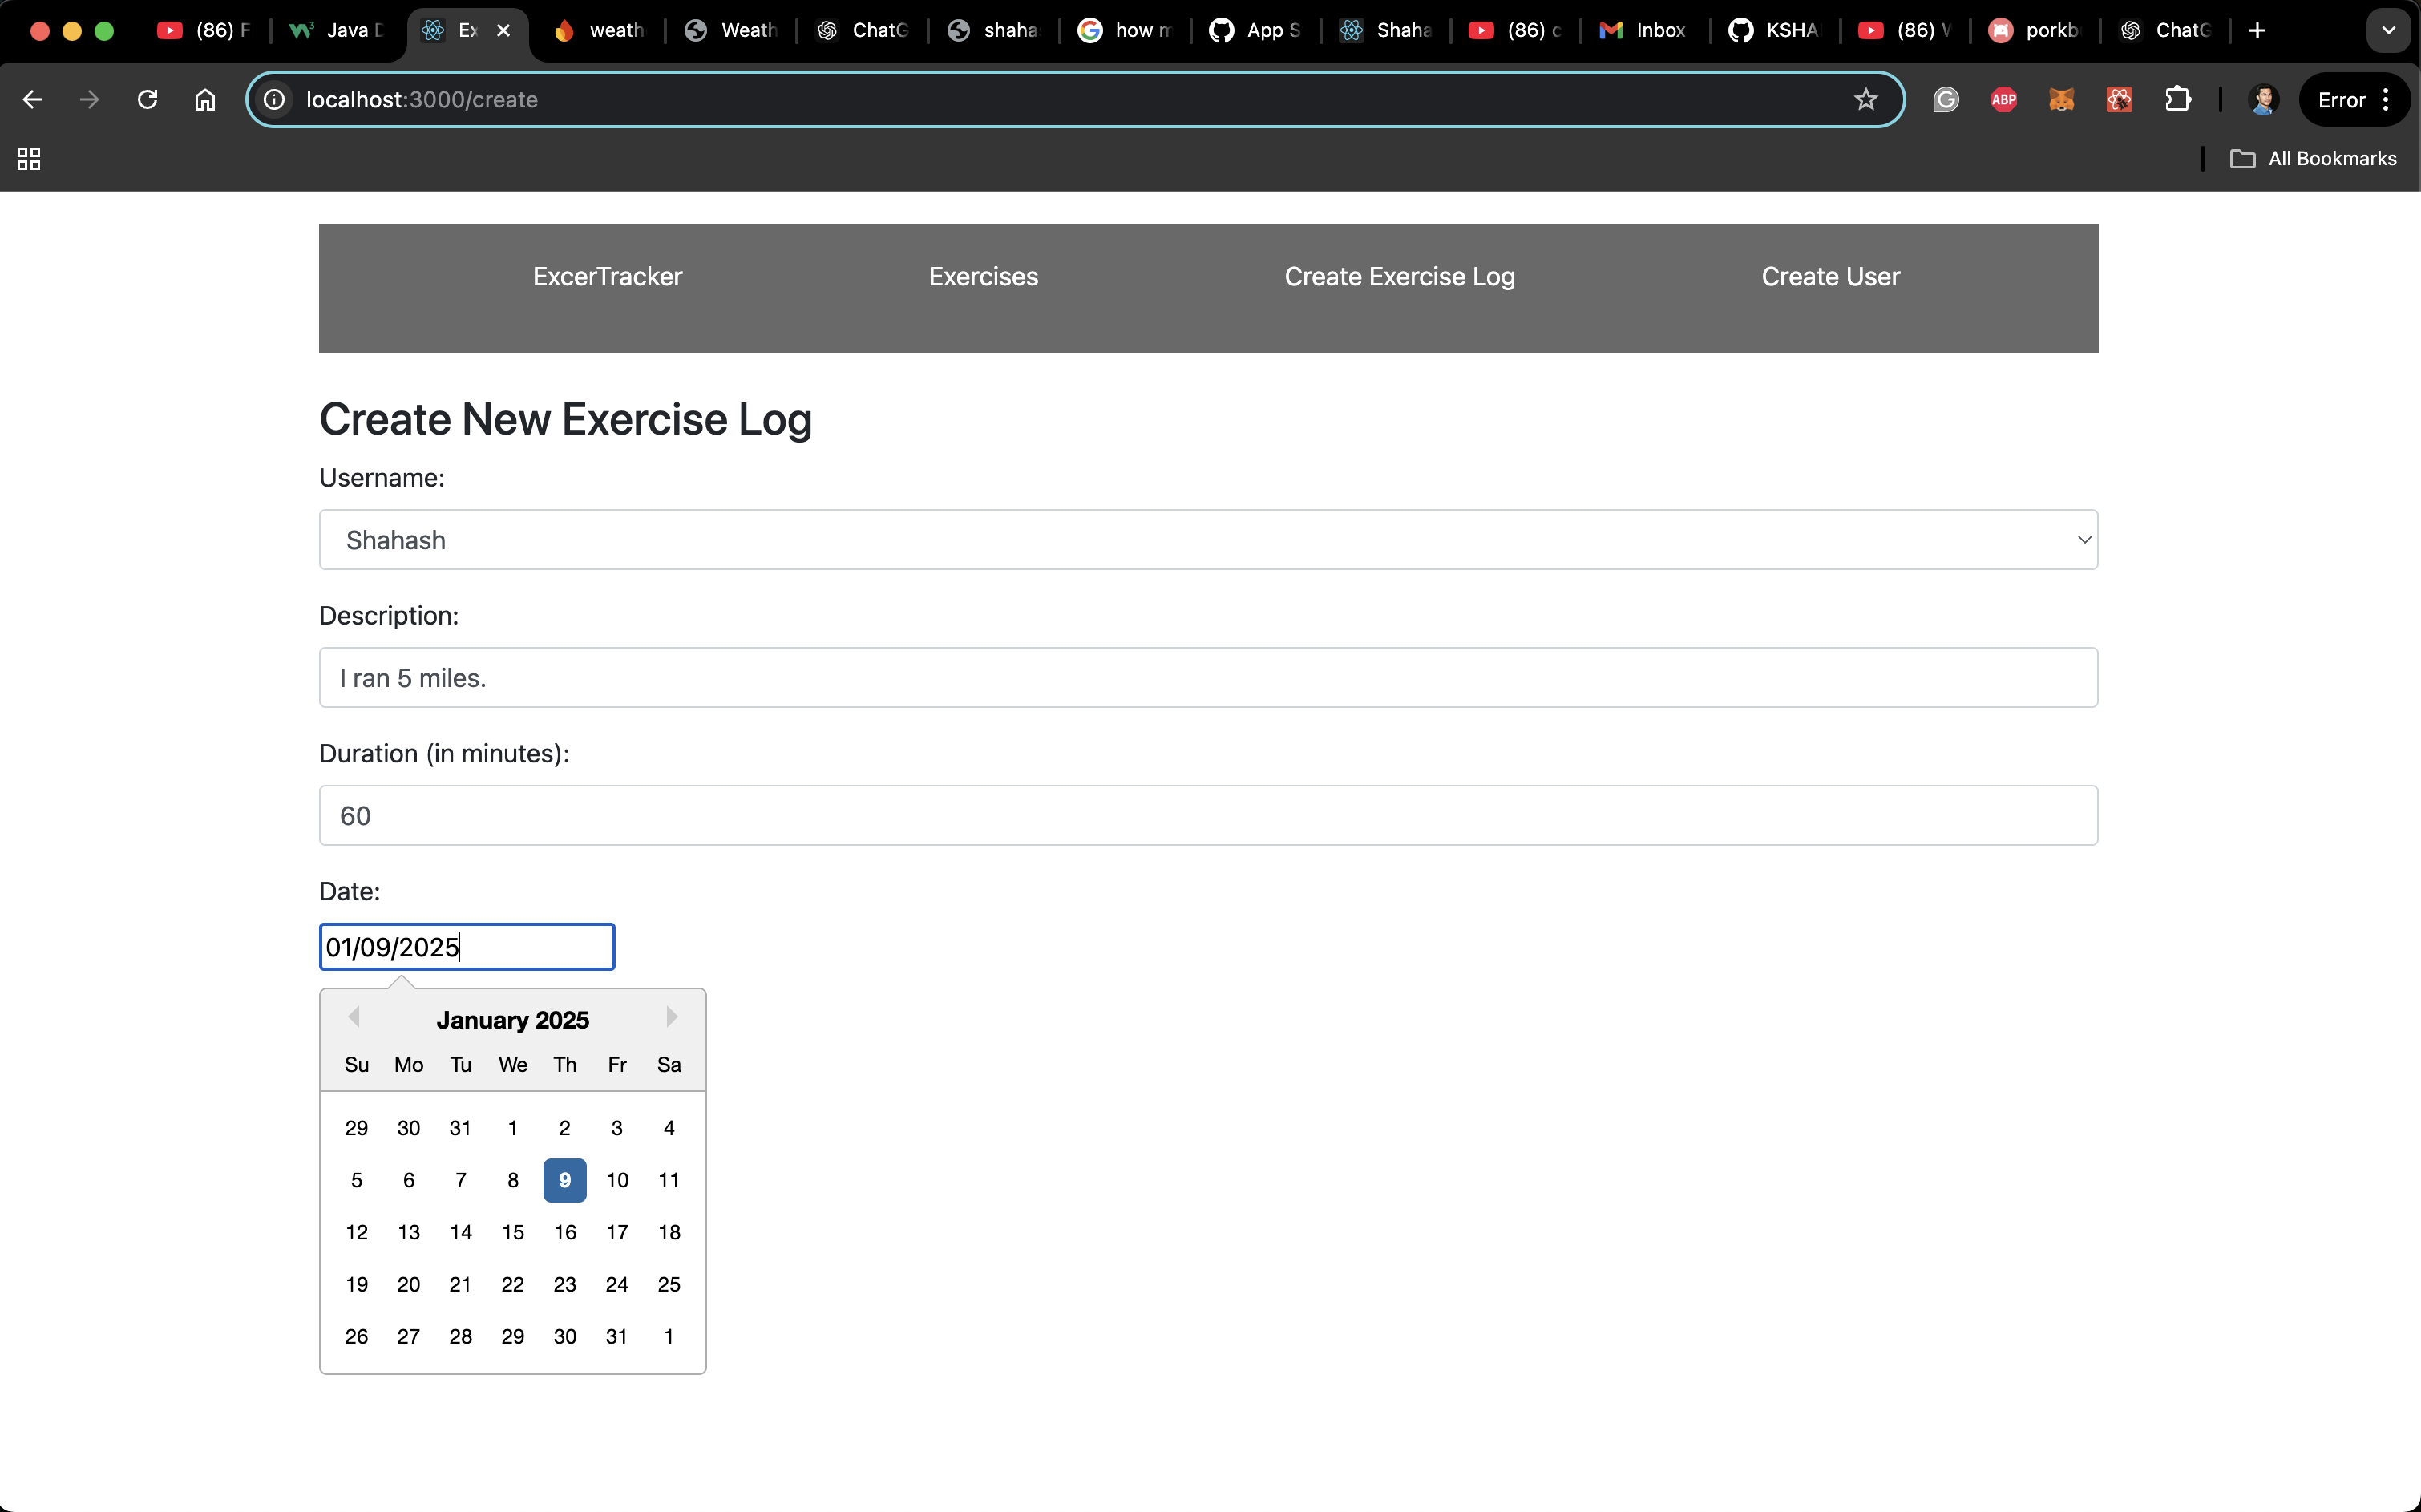 (86) F Java D Ex weath Weath ChatG shaha how m App S Shaha (86) c Inbox KSHA (86) W porkb ChatG
localhost:3000/create ABP Error
All Bookmarks
ExcerTracker Exercises Create Exercise Log Create User
Create New Exercise Log
Username:
Shahash
Description:
I ran 5 miles.
Duration (in minutes):
60
Date:
01/09/2025
January 2025
Su Mo Tu We Th Fr Sa
29 30 31 1 2 3 4
5 6 7 8 9 10 11
12 13 14 15 16 17 18
19 20 21 22 23 24 25
26 27 28 29 30 31 1